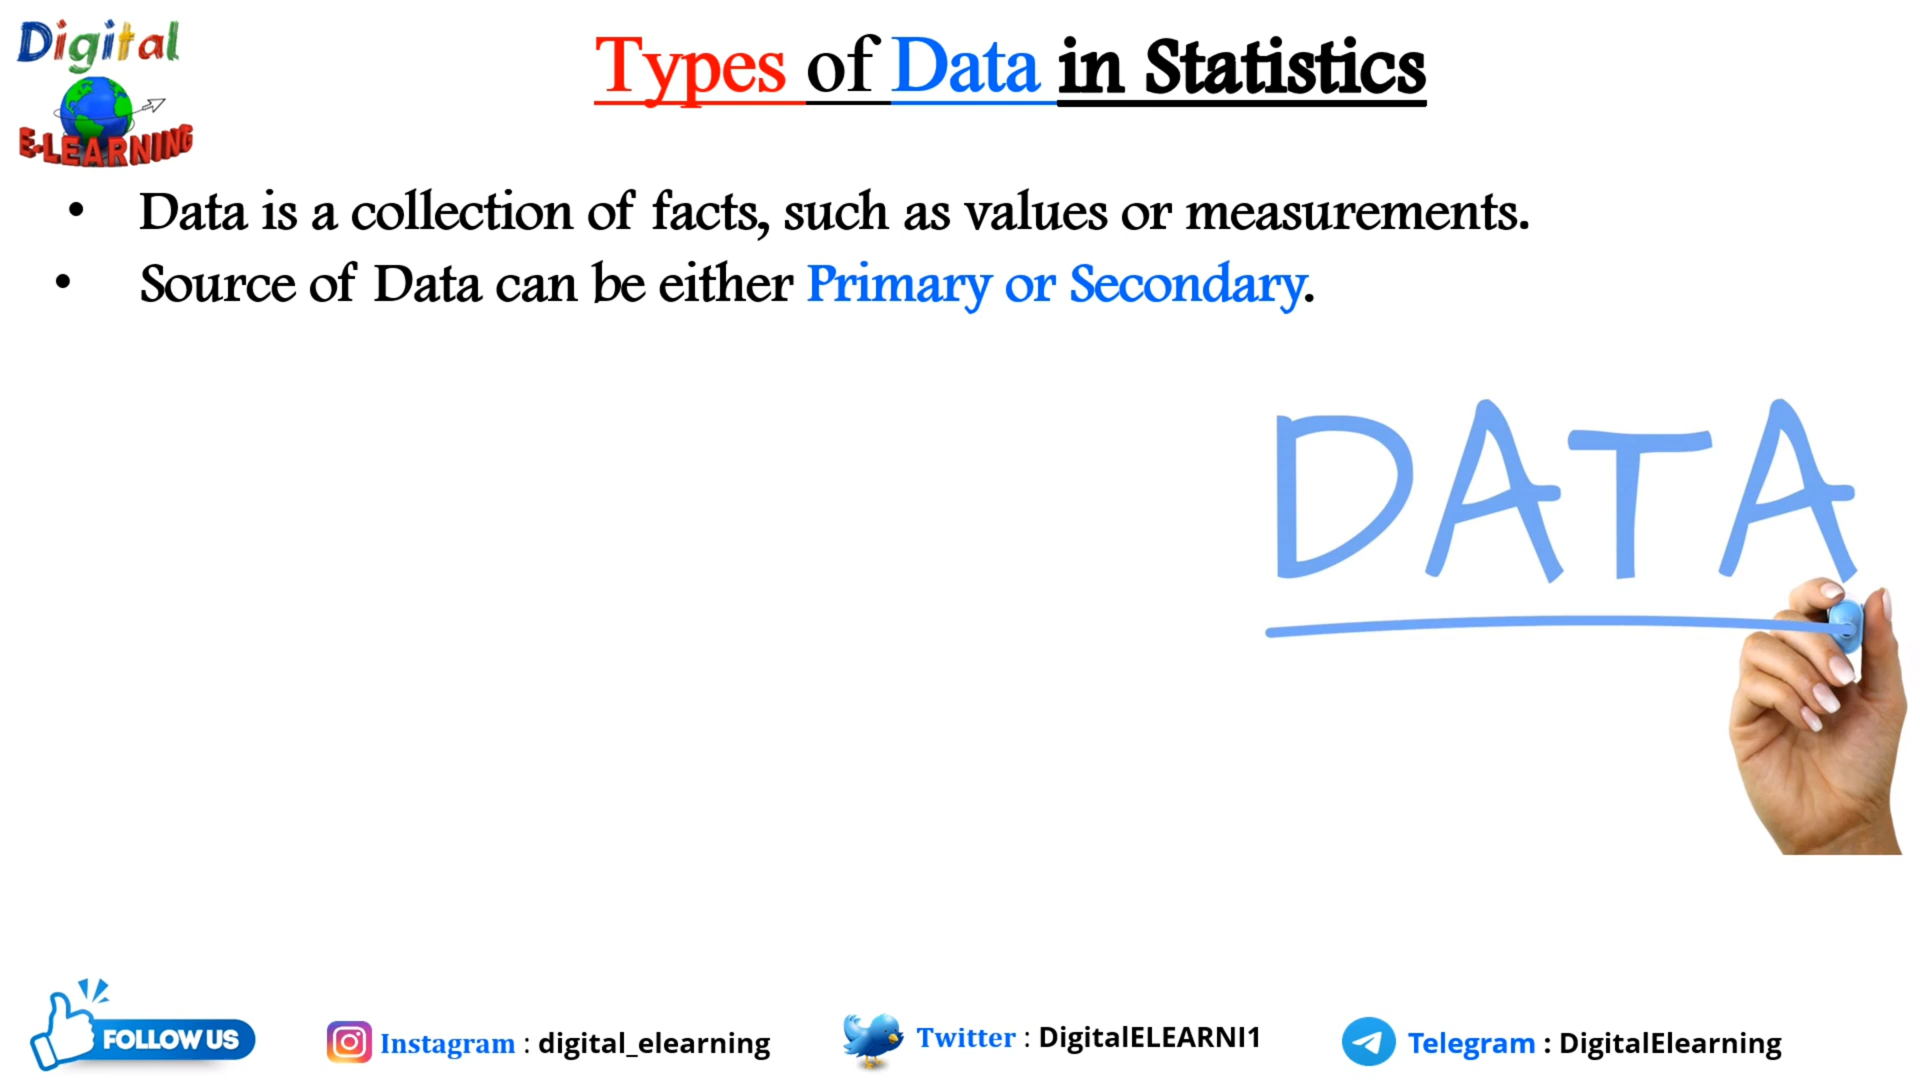 Digital
E-LEARNING
Types of Data in Statistics
• Data is a collection of facts, such as values or measurements.
• Source of Data can be either Primary or Secondary.
DATA
FOLLOW US
Instagram : digital_elearning
Twitter : DigitalELEARNI1
Telegram : DigitalElearning